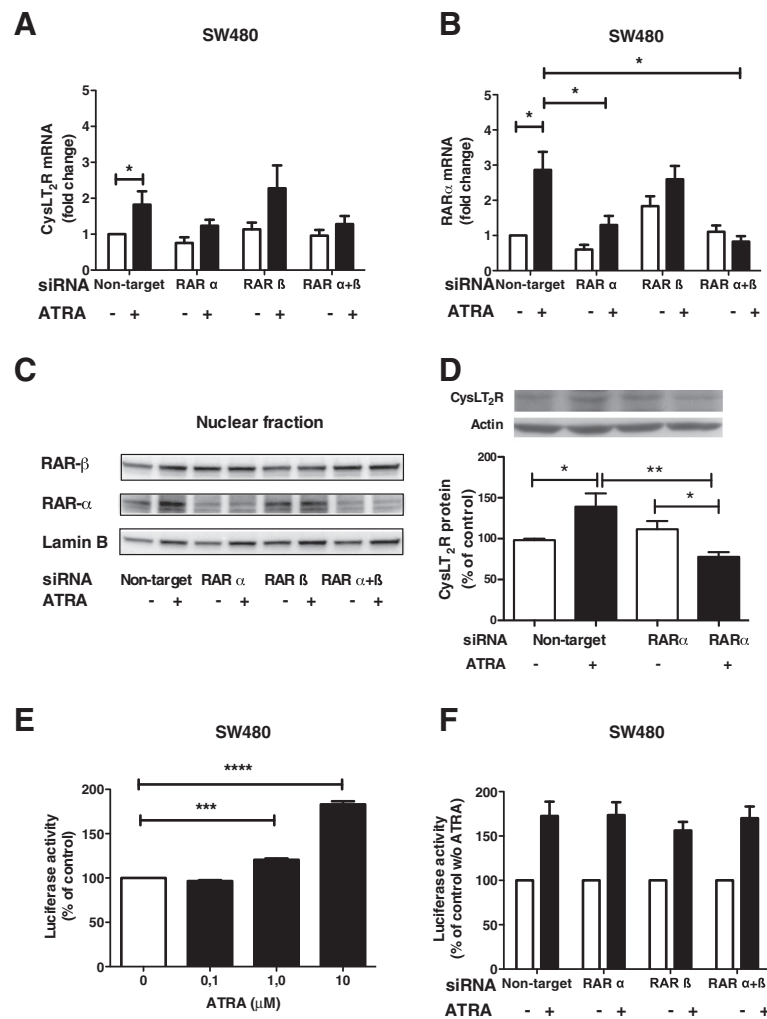 A
SW480
CysLT2R mRNA
(fold change)
5
4
3
2
1
0
*
siRNA Non-target RAR α RAR ß RAR α+ß
ATRA - + - + - + - +
B
SW480
RARα mRNA
(fold change)
5
4
3
2
1
0
*
*
*
siRNA Non-target RAR α RAR ß RAR α+ß
ATRA - + - + - + - +
C
Nuclear fraction
RAR-β
RAR-α
Lamin B
siRNA Non-target RAR α RAR ß RAR α+ß
ATRA - + - + - + - +
D
CysLT2R
Actin
CysLT2R protein
(% of control)
200
150
100
50
0
*
**
*
siRNA Non-target RARα RARα
ATRA - + - +
E
SW480
Luciferase activity
(% of control)
200
150
100
50
0
****
***
0 0,1 1,0 10
ATRA (μM)
F
SW480
Luciferase activity
(% of control w/o ATRA)
200
150
100
50
0
siRNA Non-target RAR α RAR ß RAR α+ß
ATRA - + - + - + - +